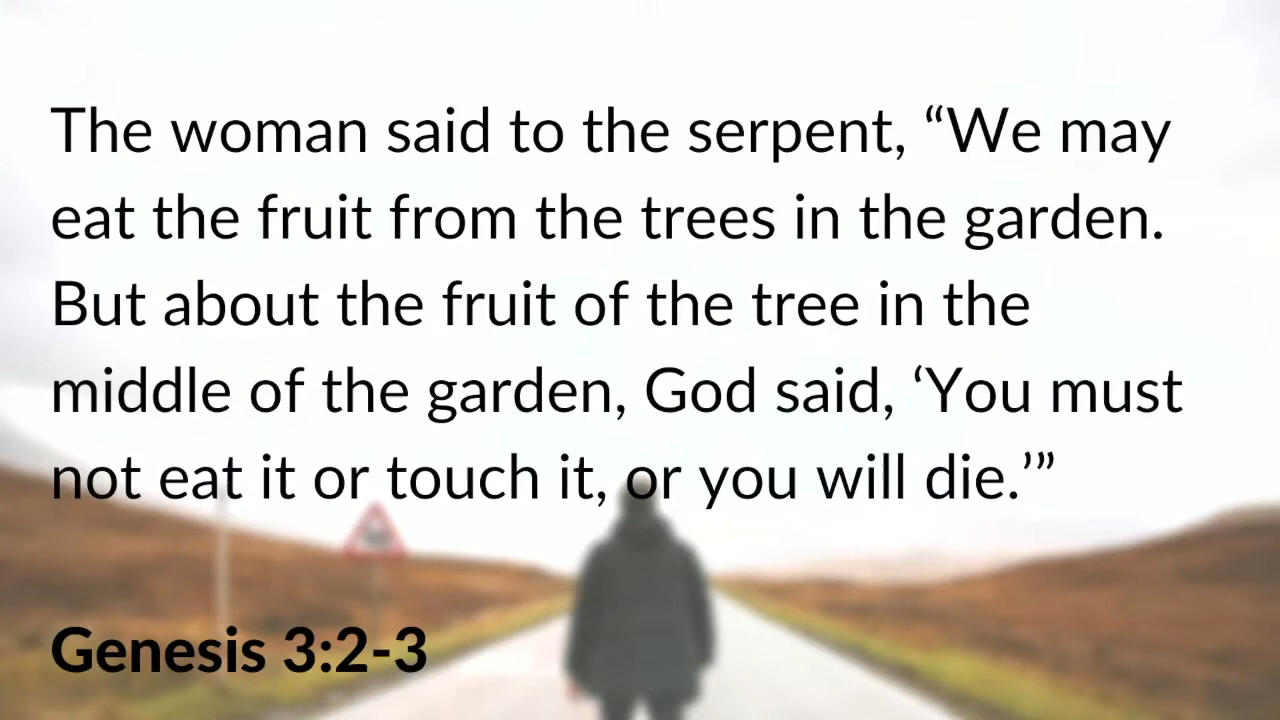 The woman said to the serpent, “We may
eat the fruit from the trees in the garden.
But about the fruit of the tree in the
middle of the garden, God said, ‘You must
not eat it or touch it, or you will die.’”
Genesis 3:2-3